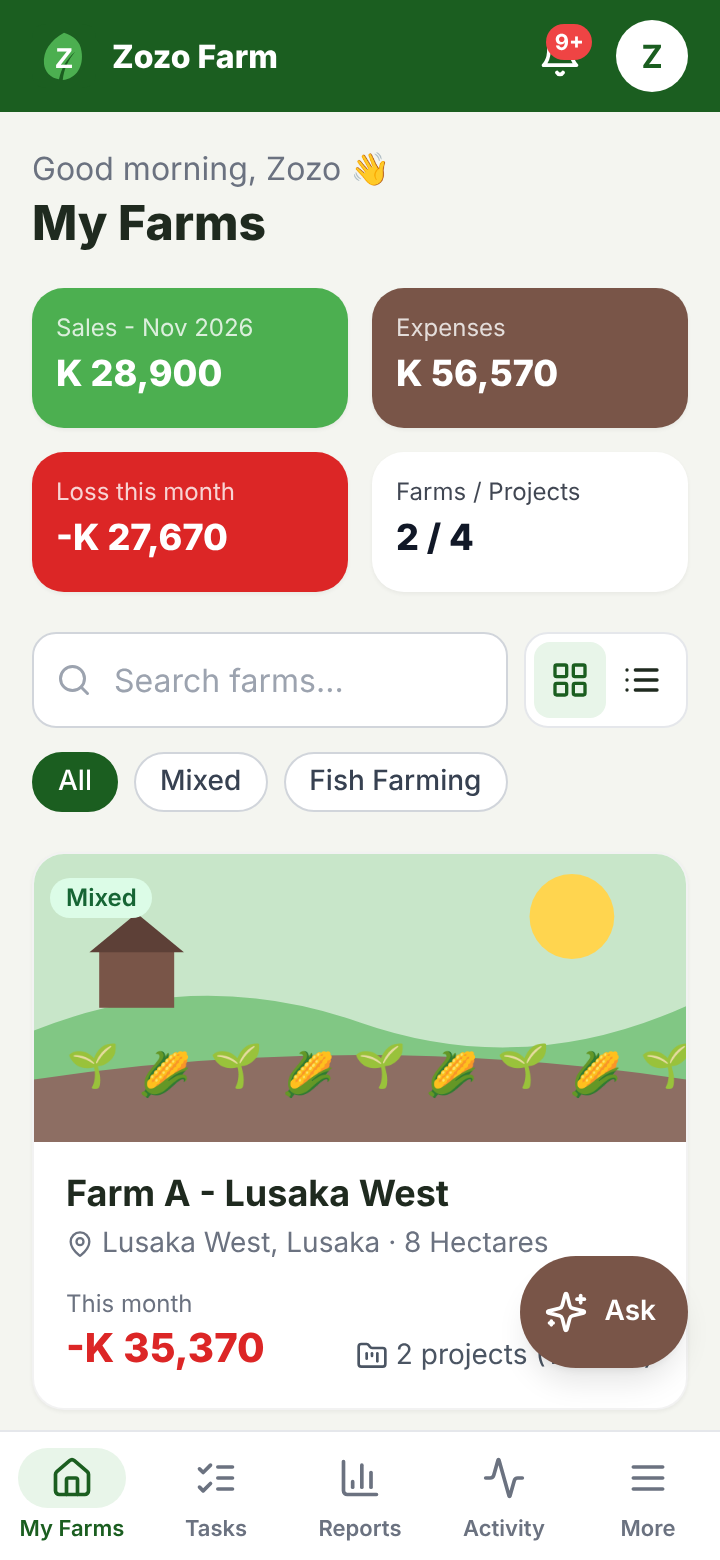 Z Zozo Farm 9+ Z
Good morning, Zozo 👋
My Farms
Sales - Nov 2026
K 28,900
Expenses
K 56,570
Loss this month
-K 27,670
Farms / Projects
2 / 4
Search farms...
All Mixed Fish Farming
Mixed
Farm A - Lusaka West
Lusaka West, Lusaka · 8 Hectares
This month
-K 35,370
2 projects
Ask
My Farms Tasks Reports Activity More